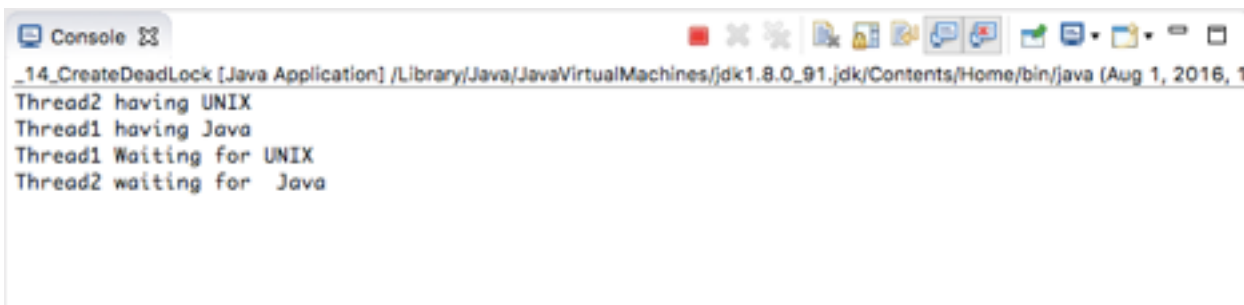 Console
_14_CreateDeadLock [Java Application] /Library/Java/JavaVirtualMachines/jdk1.8.0_91.jdk/Contents/Home/bin/java (Aug 1, 2016, 1
Thread2 having UNIX
Thread1 having Java
Thread1 Waiting for UNIX
Thread2 waiting for  Java